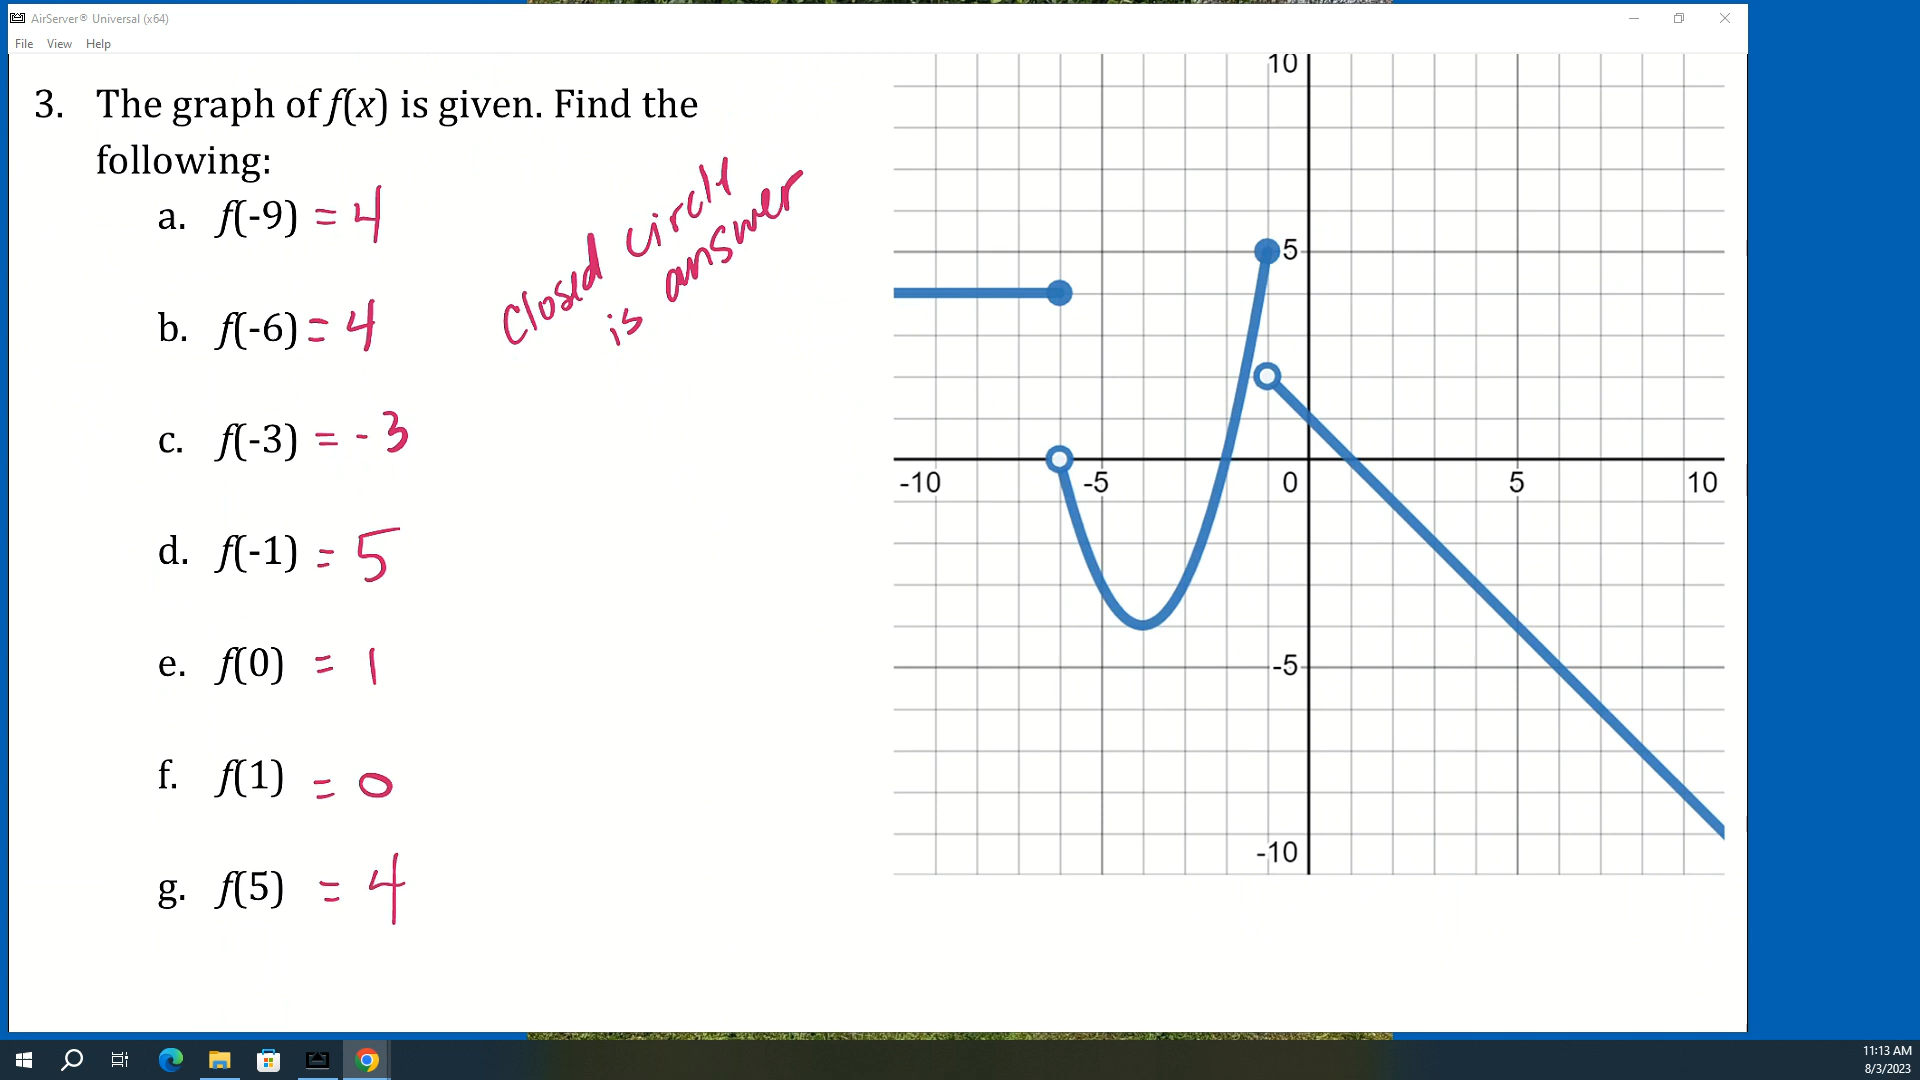 AirServer® Universal (x64)
File View Help
3. The graph of f(x) is given. Find the
following:
a. f(-9) = 4
b. f(-6) = 4
c. f(-3) = -3
d. f(-1) = 5
e. f(0) = 1
f. f(1) = 0
g. f(5) = 4
Closed circle
is answer
10
5
-10 -5 0 5 10
-5
-10
11:13 AM
8/3/2023